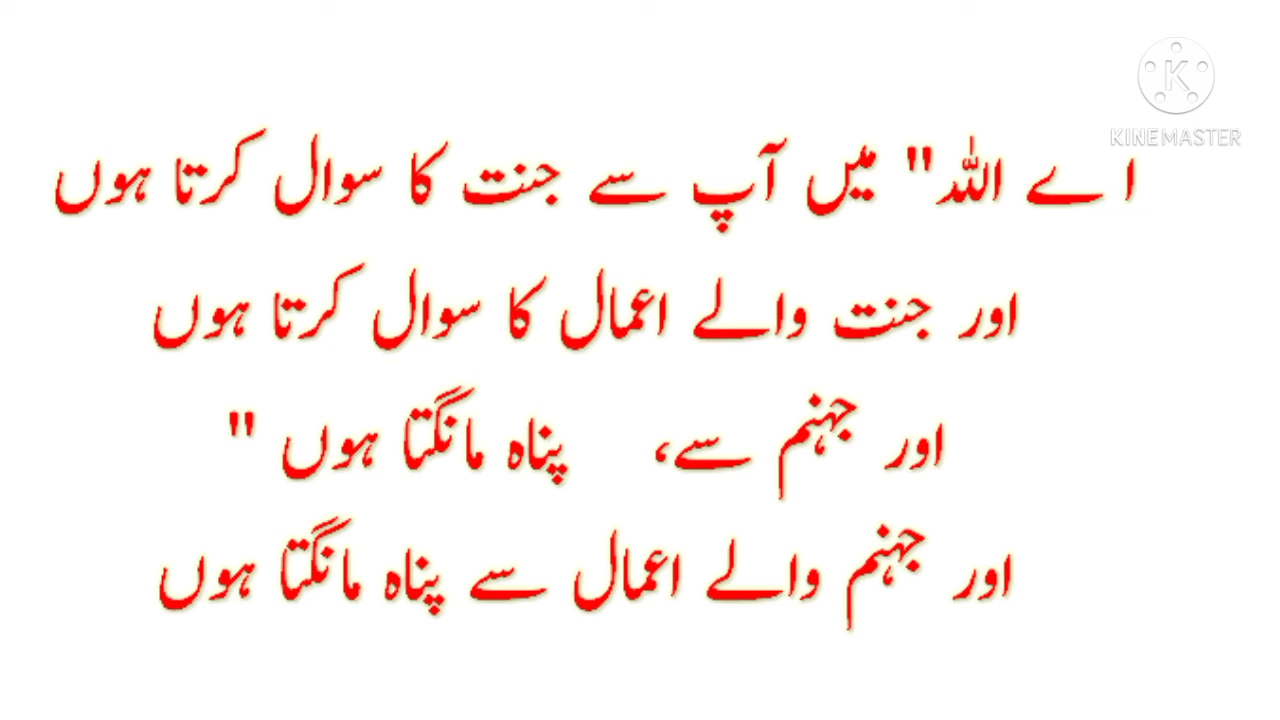 KINEMASTER
اے اللہ" میں آپ سے جنت کا سوال کرتا ہوں
اور جنت والے اعمال کا سوال کرتا ہوں
اور جہنم سے، پناہ مانگتا ہوں "
اور جہنم والے اعمال سے پناہ مانگتا ہوں